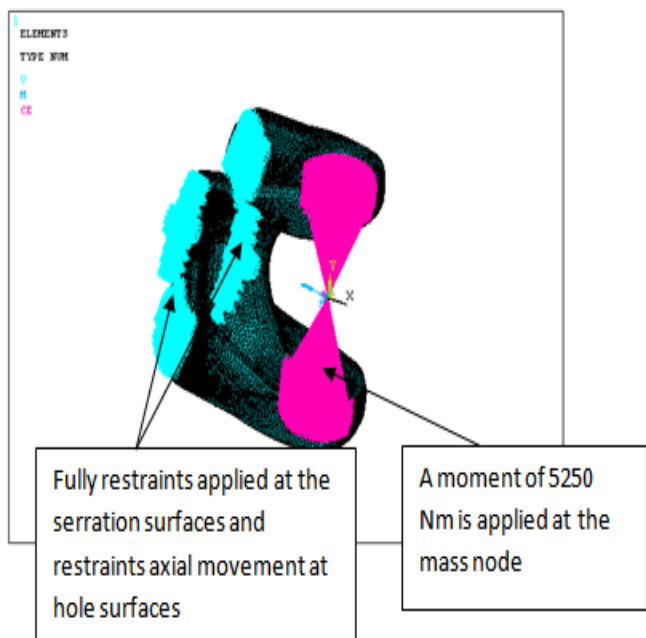 1
ELEMENTS
TYPE NUM
U
M
CE
Y
X
Fully restraints applied at the
serration surfaces and
restraints axial movement at
hole surfaces
A moment of 5250
Nm is applied at the
mass node